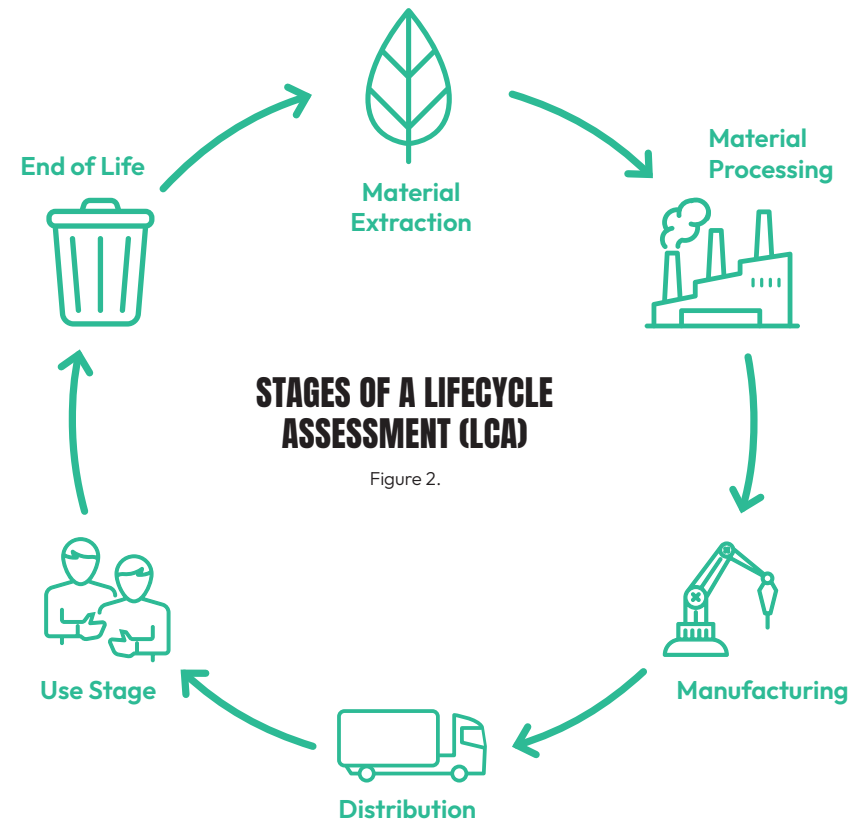 Material
Extraction
Material
Processing
Manufacturing
Distribution
Use Stage
End of Life
STAGES OF A LIFECYCLE
ASSESSMENT (LCA)
Figure 2.